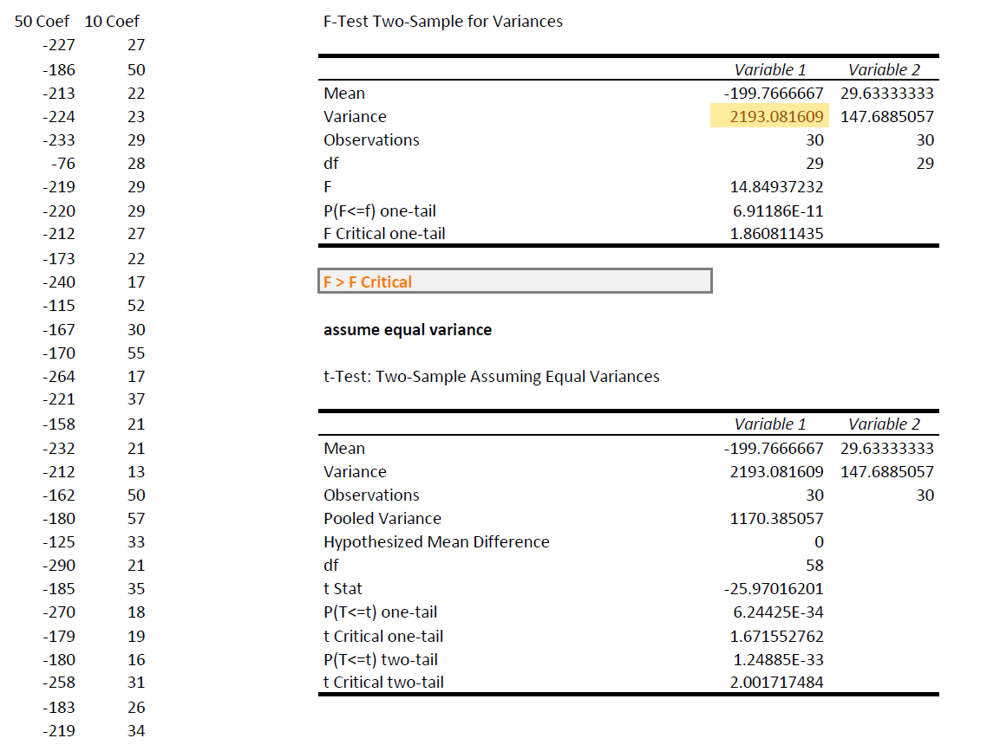 50 Coef 10 Coef F-Test Two-Sample for Variances
-227 27
-186 50 Variable 1 Variable 2
-213 22 Mean -199.7666667 29.63333333
-224 23 Variance 2193.081609 147.6885057
-233 29 Observations 30 30
-76 28 df 29 29
-219 29 F 14.84937232
-220 29 P(F<=f) one-tail 6.91186E-11
-212 27 F Critical one-tail 1.860811435
-173 22
-240 17 F > F Critical
-115 52
-167 30 assume equal variance
-170 55
-264 17 t-Test: Two-Sample Assuming Equal Variances
-221 37
-158 21 Variable 1 Variable 2
-232 21 Mean -199.7666667 29.63333333
-212 13 Variance 2193.081609 147.6885057
-162 50 Observations 30 30
-180 57 Pooled Variance 1170.385057
-125 33 Hypothesized Mean Difference 0
-290 21 df 58
-185 35 t Stat -25.97016201
-270 18 P(T<=t) one-tail 6.24425E-34
-179 19 t Critical one-tail 1.671552762
-180 16 P(T<=t) two-tail 1.24885E-33
-258 31 t Critical two-tail 2.001717484
-183 26
-219 34